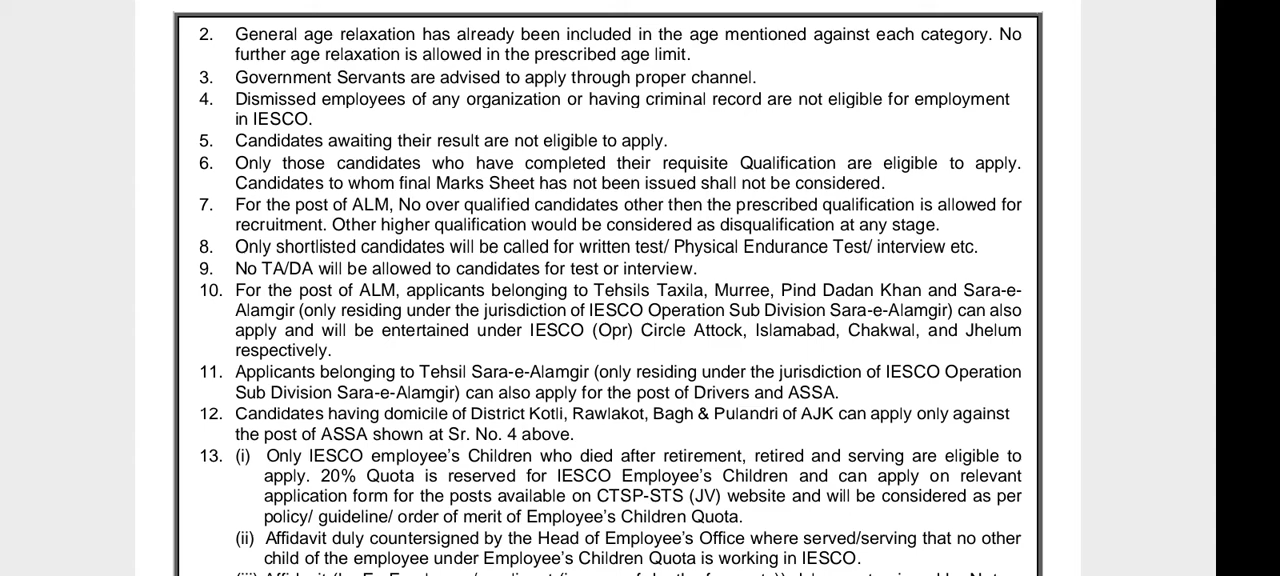 2. General age relaxation has already been included in the age mentioned against each category. No
further age relaxation is allowed in the prescribed age limit.
3. Government Servants are advised to apply through proper channel.
4. Dismissed employees of any organization or having criminal record are not eligible for employment
in IESCO.
5. Candidates awaiting their result are not eligible to apply.
6. Only those candidates who have completed their requisite Qualification are eligible to apply.
Candidates to whom final Marks Sheet has not been issued shall not be considered.
7. For the post of ALM, No over qualified candidates other then the prescribed qualification is allowed for
recruitment. Other higher qualification would be considered as disqualification at any stage.
8. Only shortlisted candidates will be called for written test/ Physical Endurance Test/ interview etc.
9. No TA/DA will be allowed to candidates for test or interview.
10. For the post of ALM, applicants belonging to Tehsils Taxila, Murree, Pind Dadan Khan and Sara-e-
Alamgir (only residing under the jurisdiction of IESCO Operation Sub Division Sara-e-Alamgir) can also
apply and will be entertained under IESCO (Opr) Circle Attock, Islamabad, Chakwal, and Jhelum
respectively.
11. Applicants belonging to Tehsil Sara-e-Alamgir (only residing under the jurisdiction of IESCO Operation
Sub Division Sara-e-Alamgir) can also apply for the post of Drivers and ASSA.
12. Candidates having domicile of District Kotli, Rawlakot, Bagh & Pulandri of AJK can apply only against
the post of ASSA shown at Sr. No. 4 above.
13. (i) Only IESCO employee's Children who died after retirement, retired and serving are eligible to
apply. 20% Quota is reserved for IESCO Employee's Children and can apply on relevant
application form for the posts available on CTSP-STS (JV) website and will be considered as per
policy/ guideline/ order of merit of Employee's Children Quota.
(ii) Affidavit duly countersigned by the Head of Employee's Office where served/serving that no other
child of the employee under Employee's Children Quota is working in IESCO.